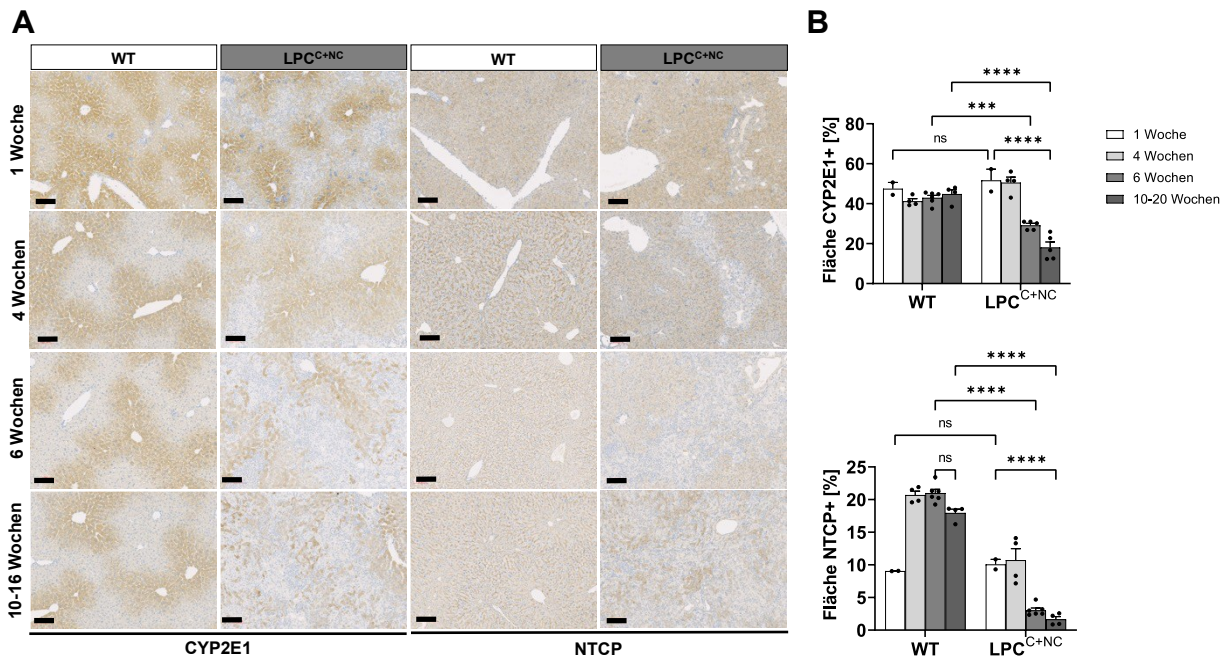 A
WT
LPC^C+NC
WT
LPC^C+NC
1 Woche
4 Wochen
6 Wochen
10-16 Wochen
CYP2E1
NTCP
B
****
***
ns
****
Fläche CYP2E1+ [%]
80
60
40
20
0
WT
LPC^C+NC
1 Woche
4 Wochen
6 Wochen
10-20 Wochen
****
****
ns
ns
****
Fläche NTCP+ [%]
25
20
15
10
5
0
WT
LPC^C+NC